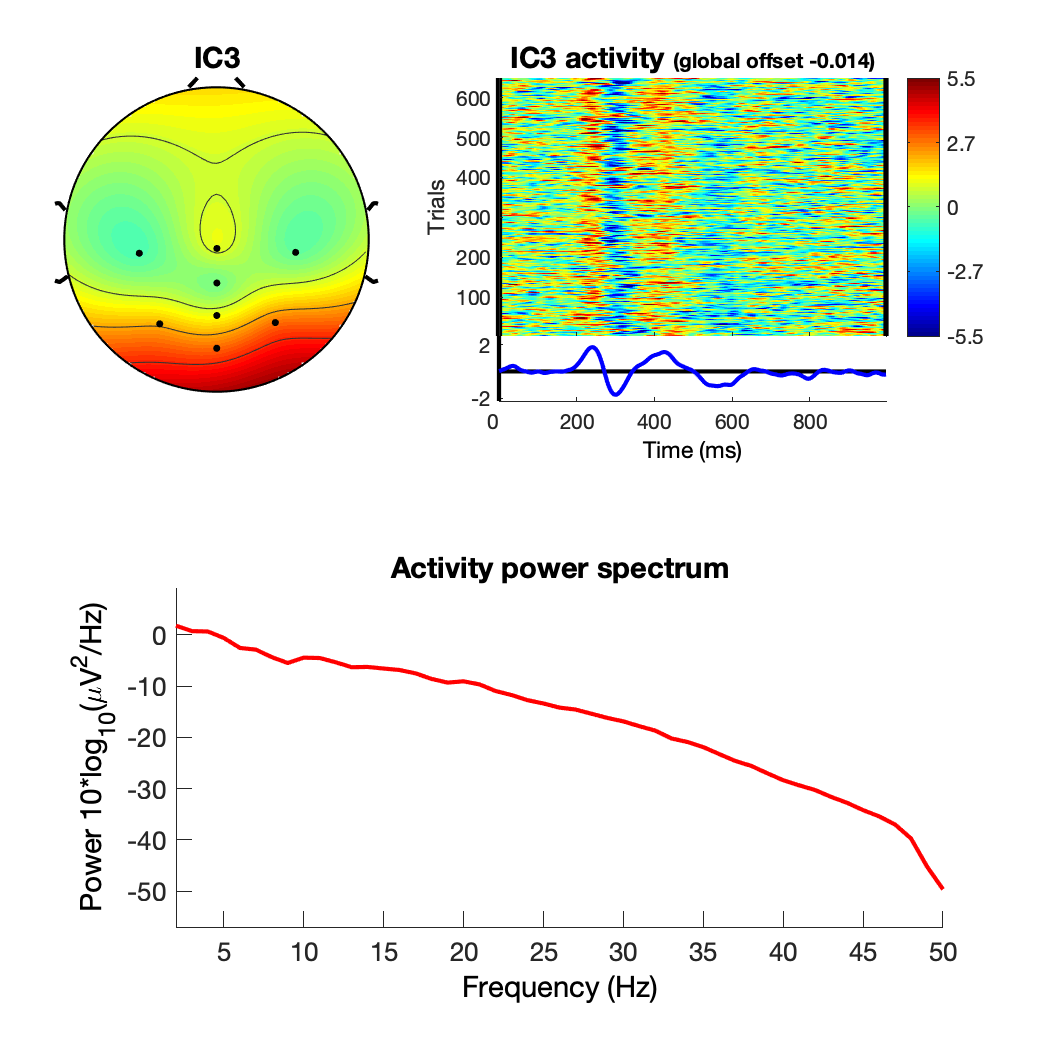 IC3
IC3 activity (global offset -0.014)
600
500
400
300
200
100
Trials
5.5
2.7
0
-2.7
-5.5
2
-2
0 200 400 600 800
Time (ms)
Activity power spectrum
0
-10
-20
-30
-40
-50
Power 10*log10(μV2/Hz)
5 10 15 20 25 30 35 40 45 50
Frequency (Hz)